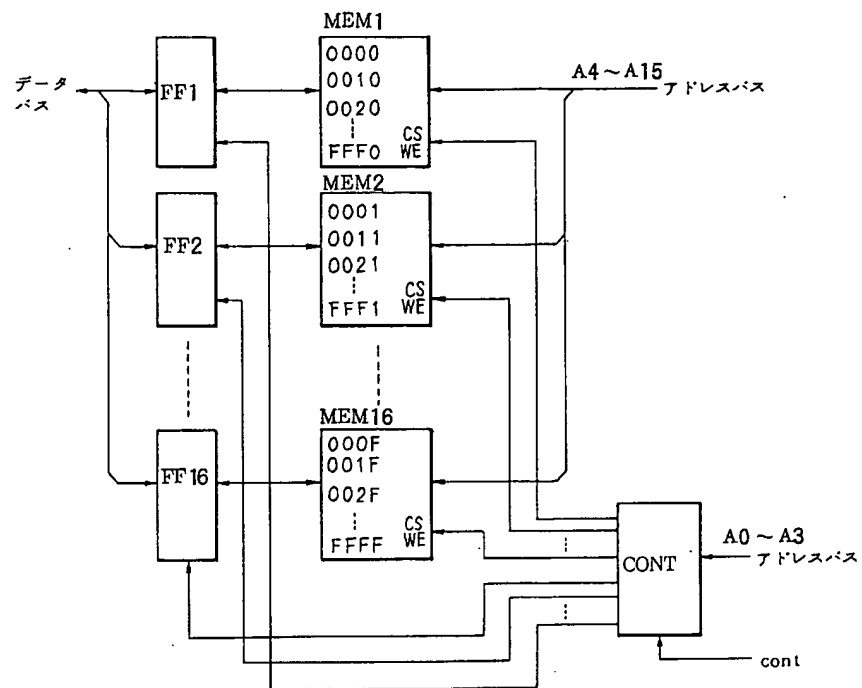 MEM1
データ
バス
FF1
0000
0010
0020
FFF0
CS
WE
A4～A15
アドレスバス
MEM2
FF2
0001
0011
0021
FFF1
CS
WE
MEM16
FF16
000F
001F
002F
FFFF
CS
WE
CONT
A0～A3
アドレスバス
cont